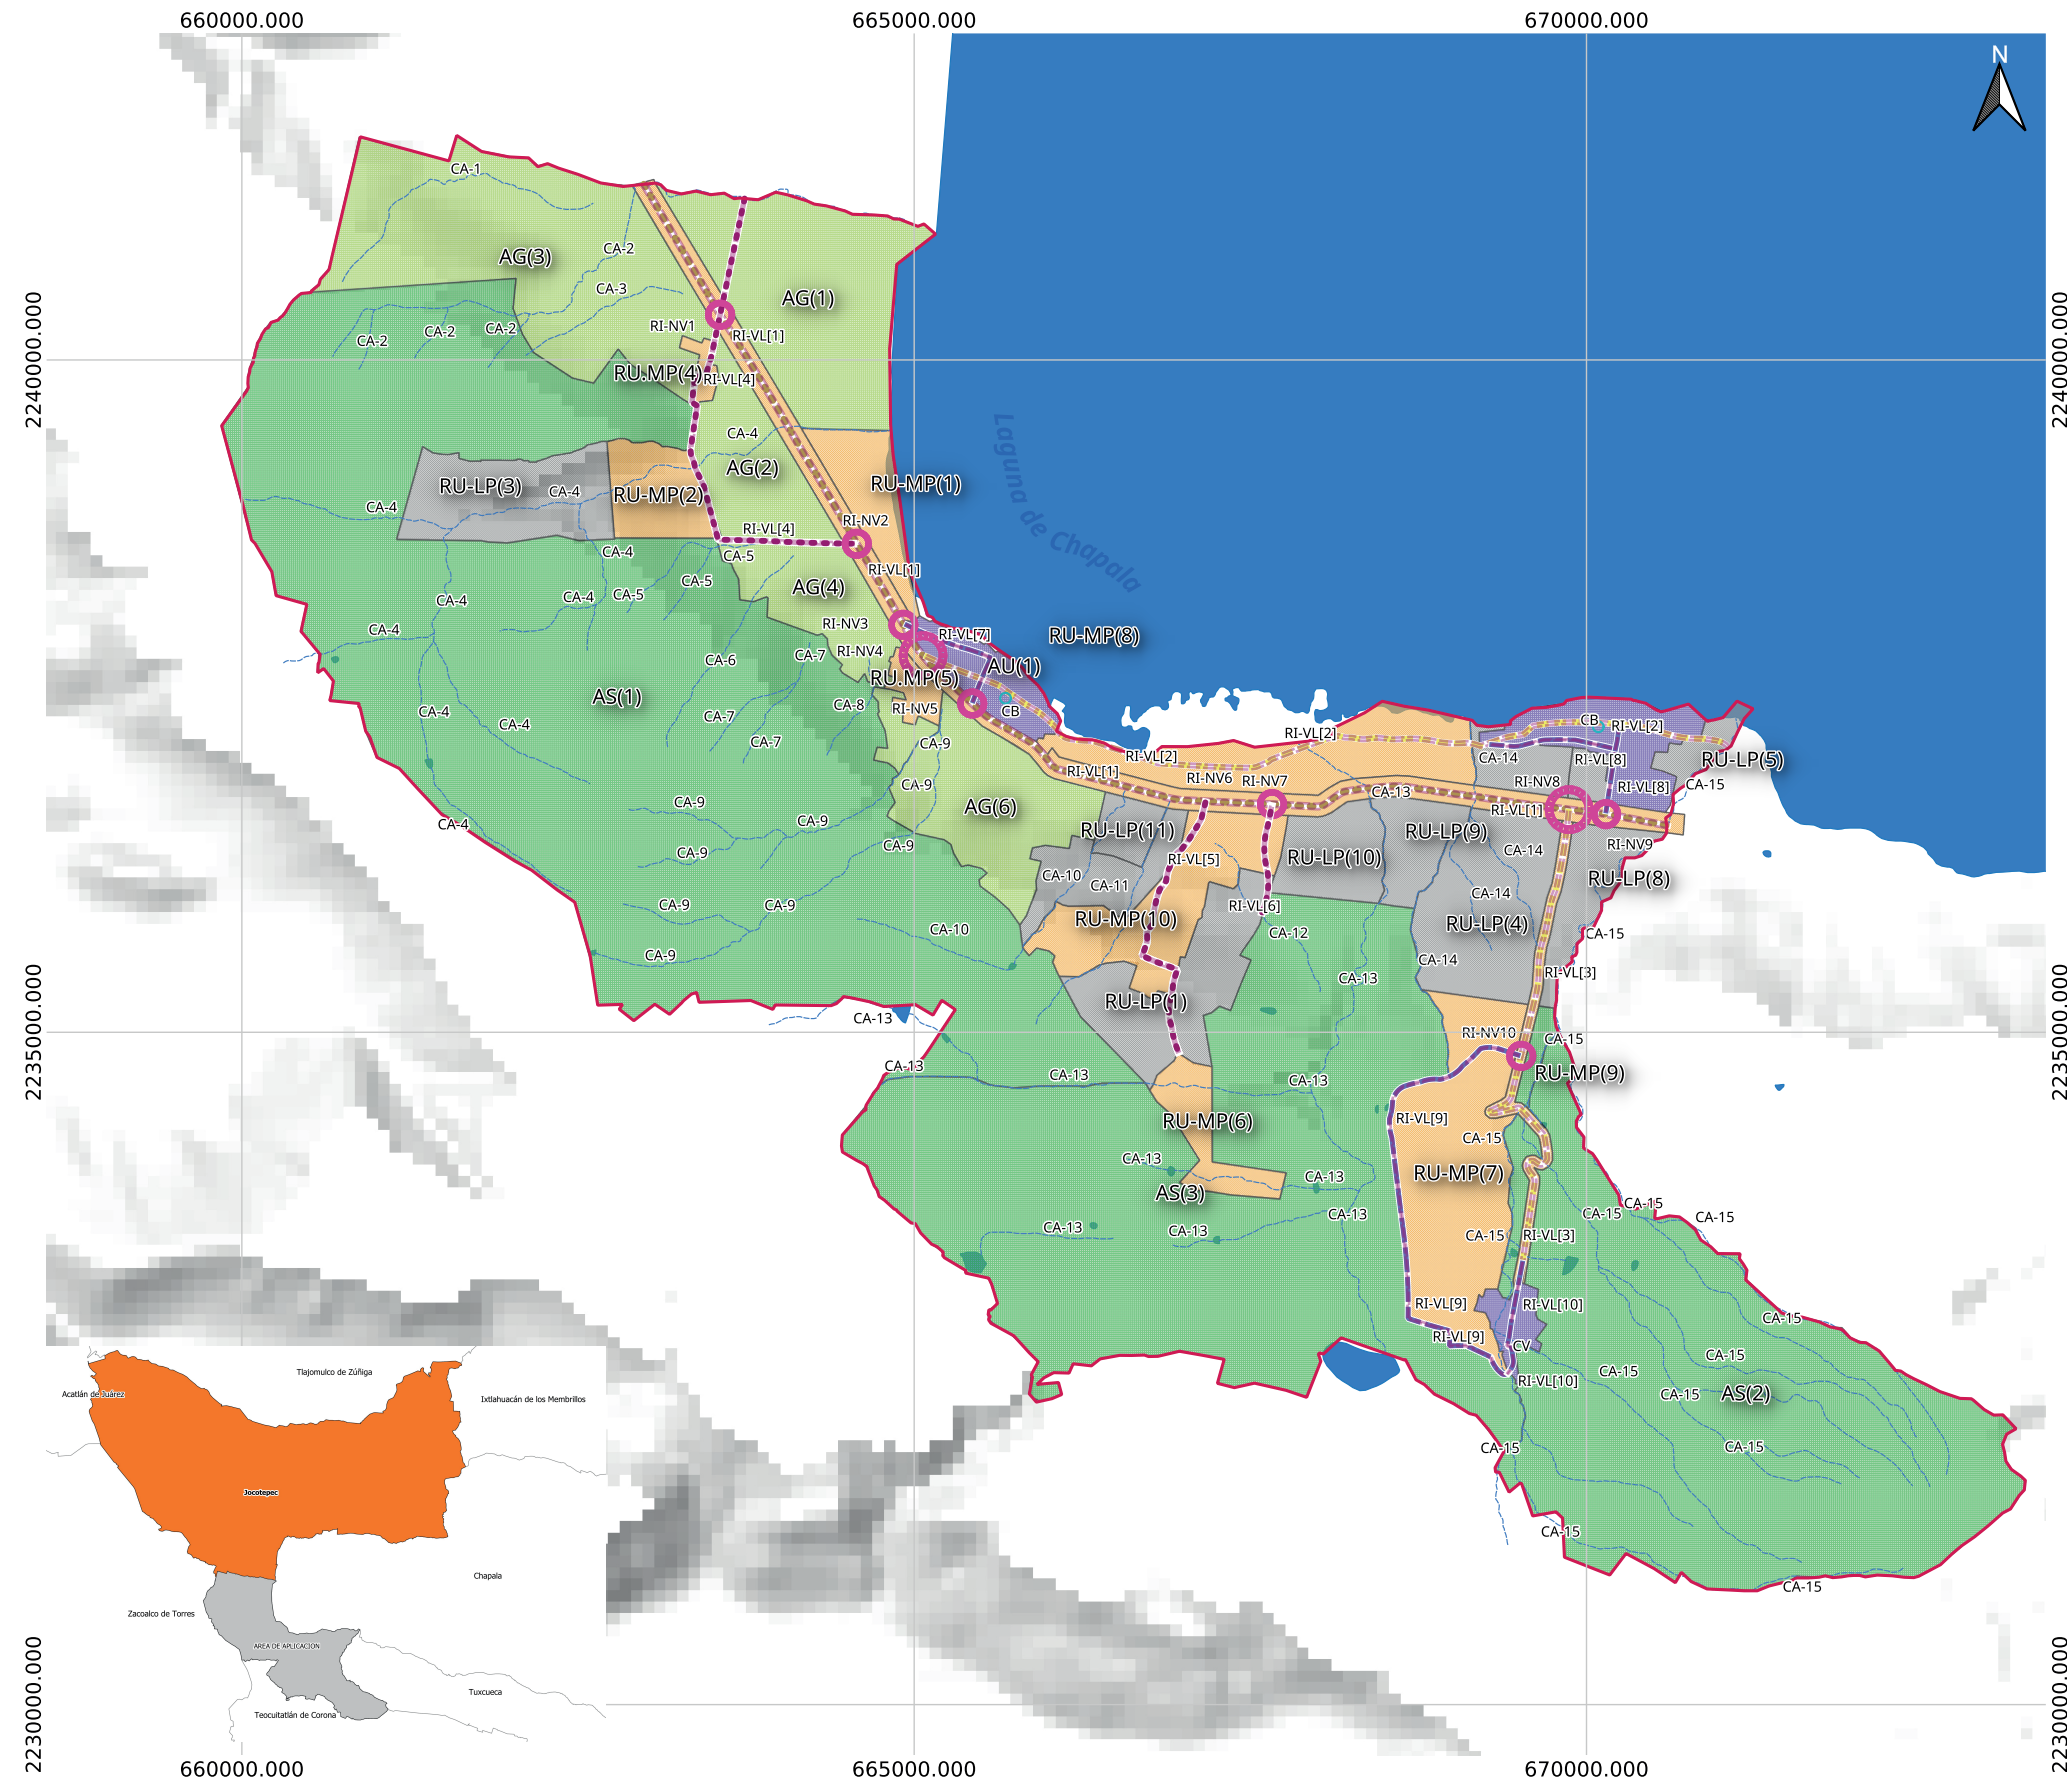 660000.000
665000.000
670000.000
N
CA-1
AG(3)
CA-2
CA-3
AG(1)
2240000.000
2240000.000
RI-NV1
RI-VL[1]
CA-2
CA-2
CA-2
RU.MP(4)
RI-VL[4]
CA-4
AG(2)
Laguna de Chapala
RU-LP(3)
CA-4
RU-MP(2)
RU-MP(1)
CA-4
RI-VL[4]
RI-NV2
CA-4
CA-5
RI-VL[1]
CA-5
AG(4)
CA-4
CA-4
CA-5
CA-4
RI-NV3
RI-VL[7]
RU-MP(8)
RI-NV4
CA-6
CA-7
AU(1)
RU.MP(5)
AS(1)
CA-8
RI-NV5
CB
CA-4
CA-4
CA-7
CB
RI-VL[2]
CA-7
CA-9
RI-VL[2]
RI-VL[2]
CA-14
RI-VL[8]
RU-LP(5)
RI-VL[1]
RI-NV6
RI-NV7
RI-NV8
RI-VL[8]
CA-15
CA-9
CA-13
CA-9
AG(6)
RI-VL[1]
CA-4
CA-9
RU-LP(11)
RU-LP(9)
RI-NV9
CA-9
CA-9
RI-VL[5]
RU-LP(10)
CA-14
CA-10
CA-11
RU-LP(8)
CA-9
CA-9
RI-VL[6]
CA-14
RU-MP(10)
RU-LP(4)
CA-10
CA-12
CA-15
CA-9
CA-14
CA-13
RI-VL[3]
RU-LP(1)
CA-13
2235000.000
2235000.000
RI-NV10
CA-15
CA-13
CA-13
CA-13
RU-MP(9)
RU-MP(6)
RI-VL[9]
CA-15
CA-13
CA-13
RU-MP(7)
AS(3)
CA-15
CA-15
CA-15
CA-13
CA-13
CA-13
CA-15
RI-VL[3]
RI-VL[9]
RI-VL[10]
CA-15
RI-VL[9]
CV
CA-15
CA-15
RI-VL[10]
CA-15
AS(2)
CA-15
CA-15
CA-15
CA-15
Tlajomulco de Zúñiga
Acatlán de Juárez
Ixtlahuacán de los Membrillos
Jocotepec
Chapala
Zacoalco de Torres
AREA DE APLICACION
Tuxcueca
Teocuitatlán de Corona
2230000.000
2230000.000
660000.000
665000.000
670000.000